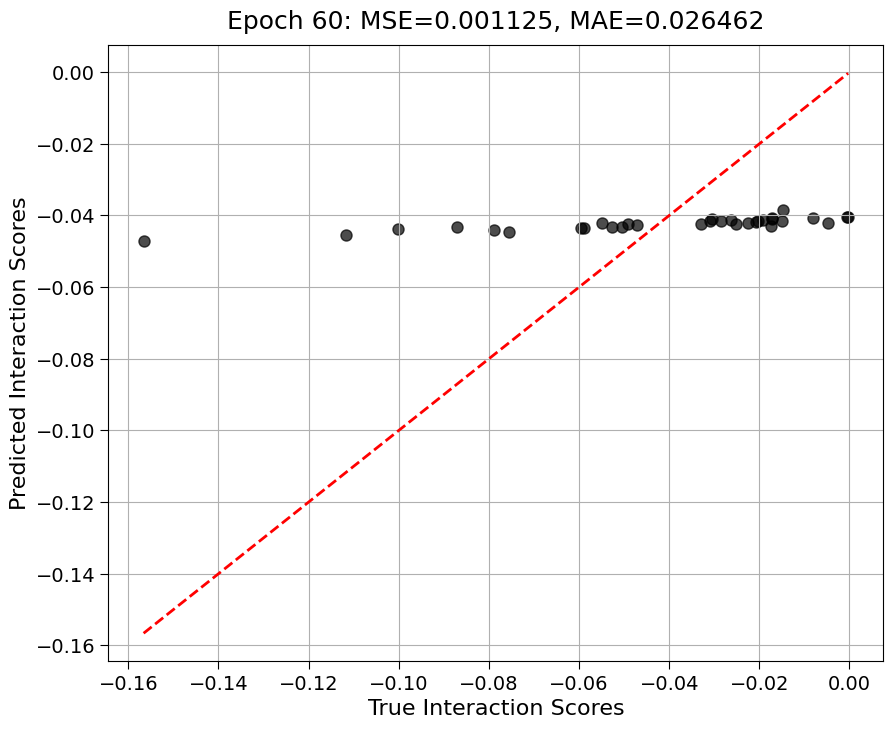 Epoch 60: MSE=0.001125, MAE=0.026462
0.00
−0.02
−0.04
−0.06
−0.08
−0.10
−0.12
−0.14
−0.16
Predicted Interaction Scores
−0.16 −0.14 −0.12 −0.10 −0.08 −0.06 −0.04 −0.02 0.00
True Interaction Scores